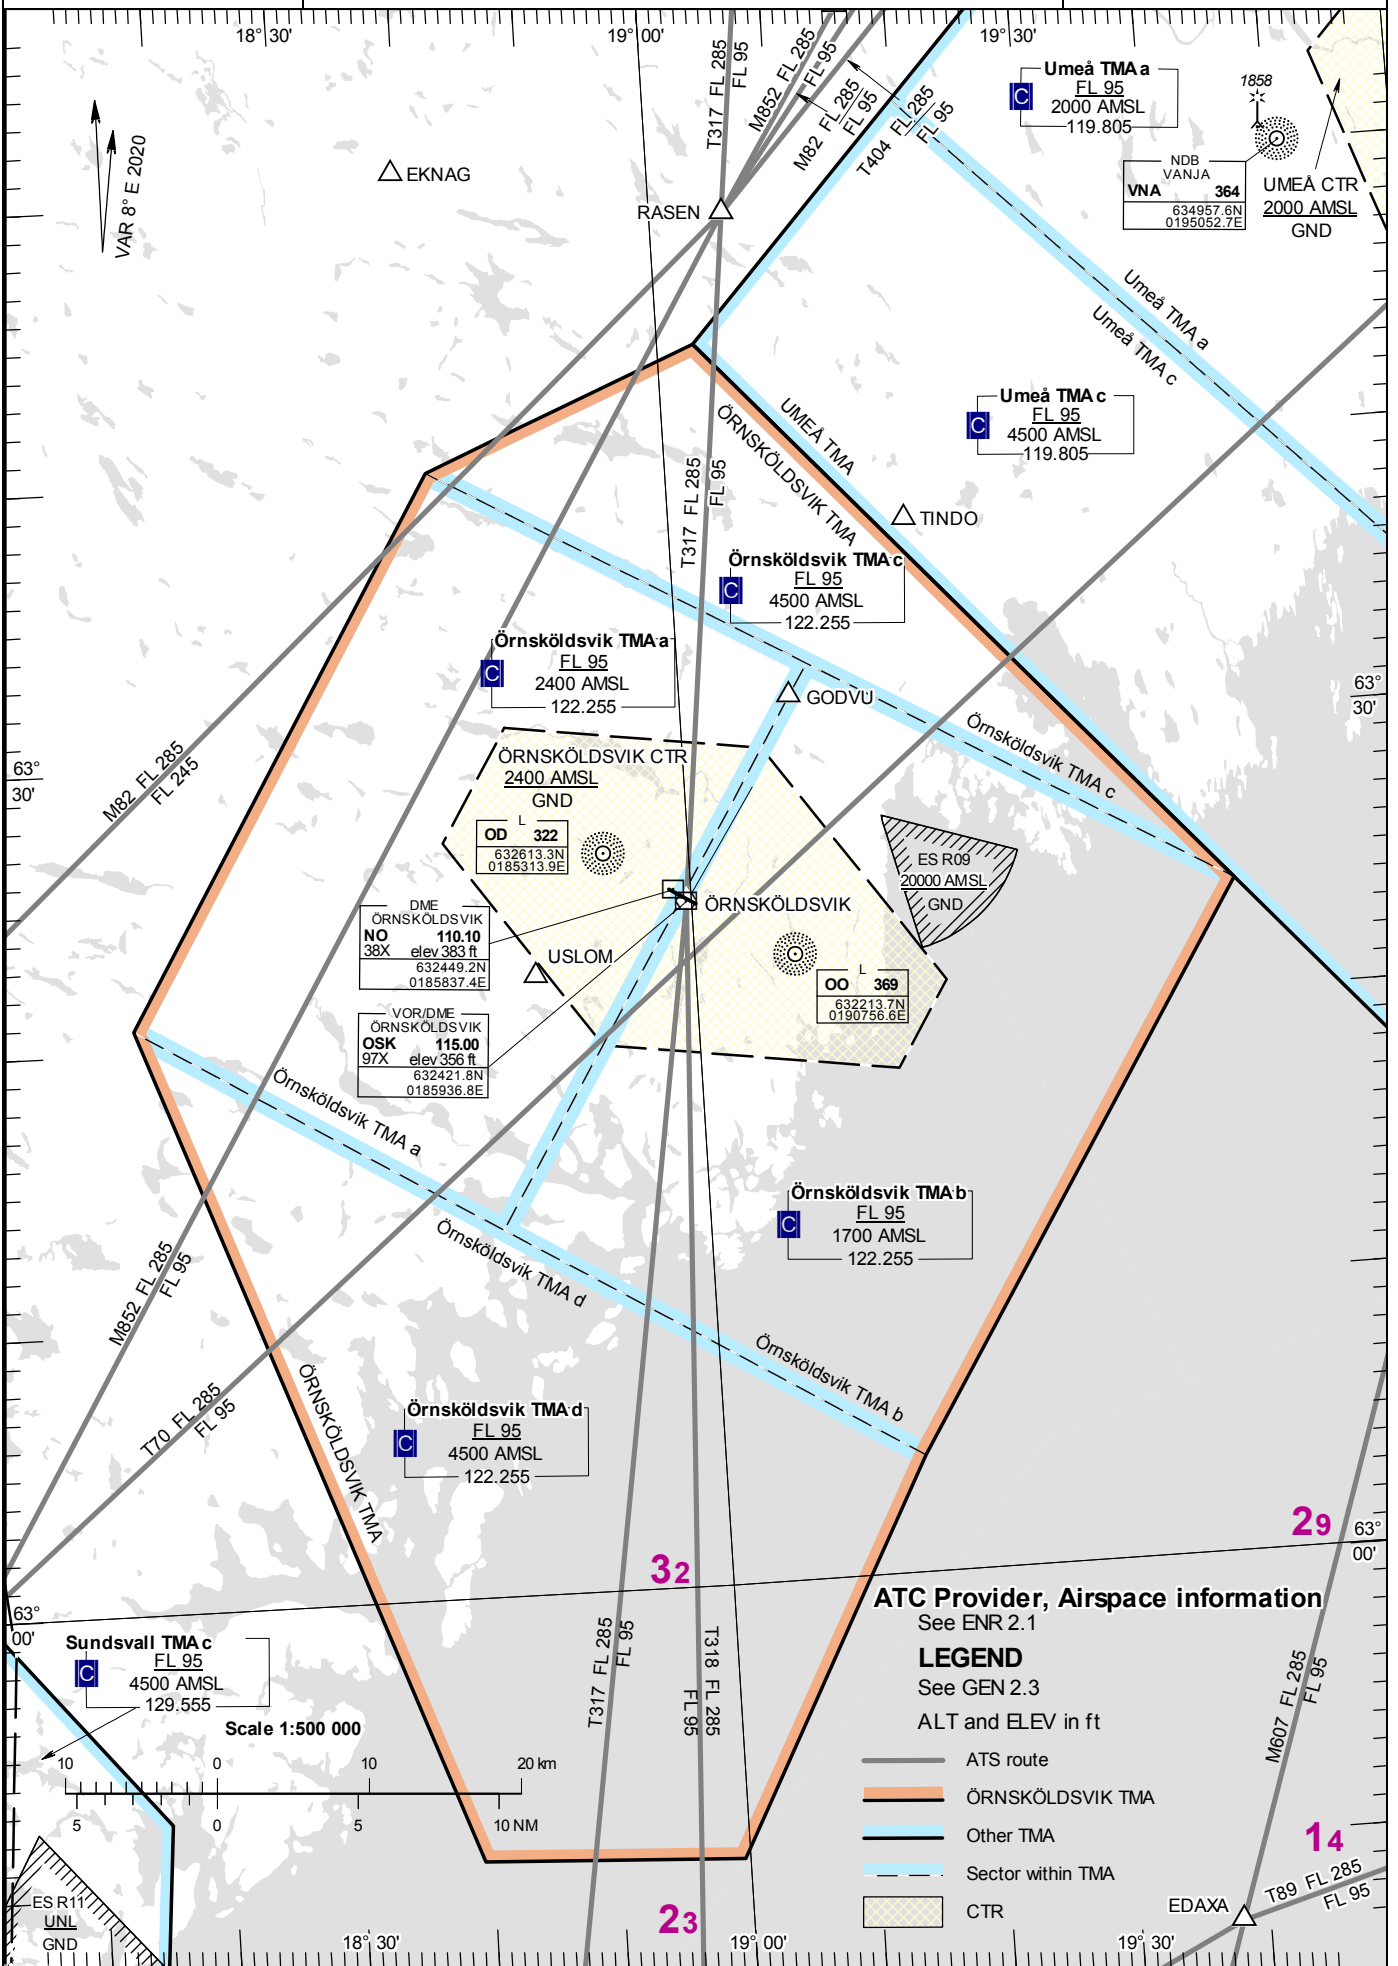 18°30'
19°00'
19°30'
VAR 8° E 2020
EKNAG
RASEN
T317 FL 285
FL 95
M852 FL 285
FL 95
M82 FL 285
FL 95
T404 FL 285
FL 95
Umeå TMA a
C
FL 95
2000 AMSL
119.805
1858
NDB
VANJA
VNA 364
634957.6N
0195052.7E
UMEÅ CTR
2000 AMSL
GND
Umeå TMA a
Umeå TMA c
Umeå TMA c
C
FL 95
4500 AMSL
119.805
UMEÅ TMA
ÖRNSKÖLDSVIK TMA
T317 FL 285
FL 95
TINDO
Örnsköldsvik TMA c
C
FL 95
4500 AMSL
122.255
Örnsköldsvik TMA a
C
FL 95
2400 AMSL
122.255
GODVU
63°
30'
Örnsköldsvik TMA c
M82 FL 285
FL 245
63°
30'
ÖRNSKÖLDSVIK CTR
2400 AMSL
GND
L
OD 322
632613.3N
0185313.9E
ES R09
20000 AMSL
GND
DME
ÖRNSKÖLDSVIK
NO 110.10
38X elev 383 ft
632449.2N
0185837.4E
ÖRNSKÖLDSVIK
USLOM
L
OO 369
632213.7N
0190756.6E
VOR/DME
ÖRNSKÖLDSVIK
OSK 115.00
97X elev 356 ft
632421.8N
0185936.8E
Örnsköldsvik TMA a
Örnsköldsvik TMA d
Örnsköldsvik TMA b
C
FL 95
1700 AMSL
122.255
Örnsköldsvik TMA b
M852 FL 285
FL 95
T70 FL 285
FL 95
ÖRNSKÖLDSVIK TMA
Örnsköldsvik TMA d
C
FL 95
4500 AMSL
122.255
29
63°
00'
32
63°
00'
T317 FL 285
FL 95
T318 FL 285
FL 95
ATC Provider, Airspace information
See ENR 2.1
LEGEND
See GEN 2.3
ALT and ELEV in ft
ATS route
ÖRNSKÖLDSVIK TMA
Other TMA
Sector within TMA
CTR
M607 FL 285
FL 95
Sundsvall TMA c
C
FL 95
4500 AMSL
129.555
Scale 1:500 000
10 0 10 20 km
5 0 5 10 NM
14
T89 FL 285
FL 95
EDAXA
ES R11
UNL
GND
23
18°30'
19°00'
19°30'